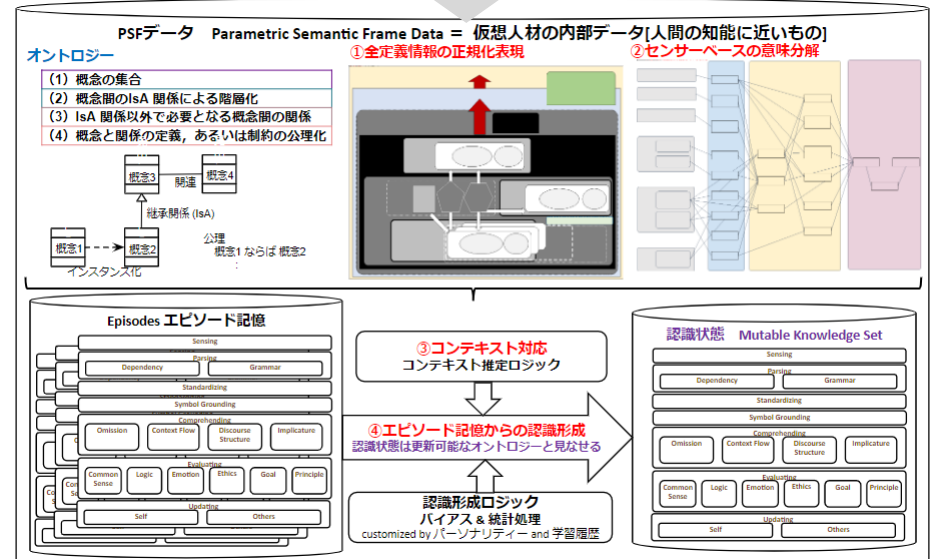 PSFデータ Parametric Semantic Frame Data = 仮想人材の内部データ[人間の知能に近いもの]
オントロジー
①全定義情報の正規化表現
②センサーベースの意味分解
(1)概念の集合
(2)概念間のIsA 関係による階層化
(3)IsA 関係以外で必要となる概念間の関係
(4)概念と関係の定義，あるいは制約の公理化
概念3
関連
概念4
継承関係 (IsA)
概念1
概念2
インスタンス化
公理
概念1 ならば 概念2
:
Episodes エピソード記憶
Sensing
Parsing
Dependency
Grammar
Standardizing
Symbol Grounding
Comprehending
Omission
Context Flow
Discourse
Structure
Implicature
Evaluating
Common
Sense
Logic
Emotion
Ethics
Goal
Principle
Updating
Self
Others
③コンテキスト対応
コンテキスト推定ロジック
④エピソード記憶からの認識形成
認識状態は更新可能なオントロジーと見なせる
認識形成ロジック
バイアス & 統計処理
customized by パーソナリティー and 学習履歴
認識状態 Mutable Knowledge Set
Sensing
Parsing
Dependency
Grammar
Standardizing
Symbol Grounding
Comprehending
Omission
Context Flow
Discourse
Structure
Implicature
Evaluating
Common
Sense
Logic
Emotion
Ethics
Goal
Principle
Updating
Self
Others